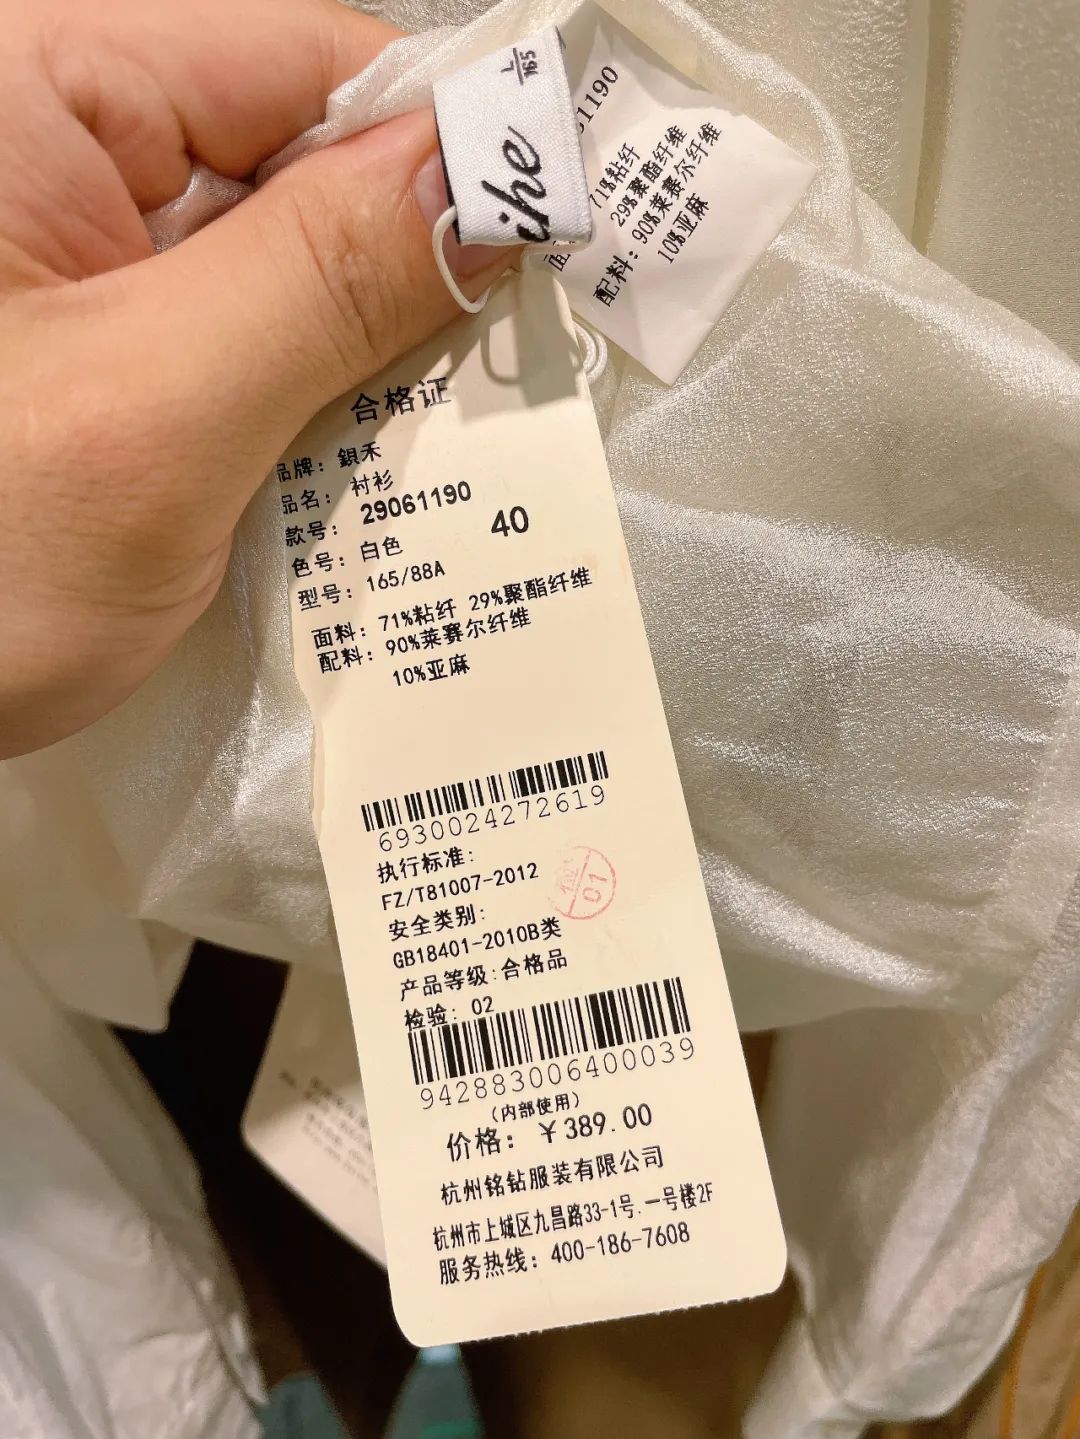 L
165
ihe
1190
71%粘纤
29%聚酯纤维
配料：90%莱赛尔纤维
10%亚麻
合格证
品牌：鋇禾
品名：衬衫
款号：29061190
色号：白色 40
型号：165/88A
面料：71%粘纤 29%聚酯纤维
配料：90%莱赛尔纤维
10%亚麻
6930024272619
执行标准：
FZ/T81007-2012
安全类别：
GB18401-2010B类
产品等级：合格品
检验：02
检
01
942883006400039
(内部使用)
价格：￥389.00
杭州铭钻服装有限公司
杭州市上城区九昌路33-1号.一号楼2F
服务热线：400-186-7608